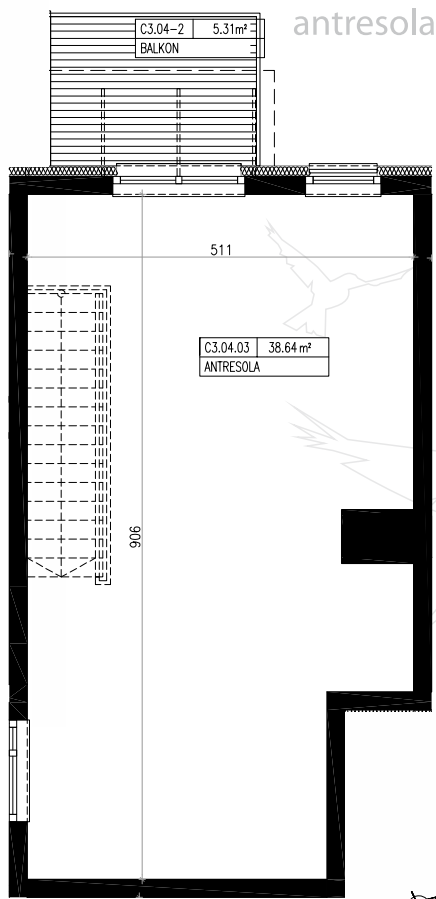 antresola
C3.04-2 5.31m²
BALKON
511
C3.04.03 38.64 m²
ANTRESOLA
906